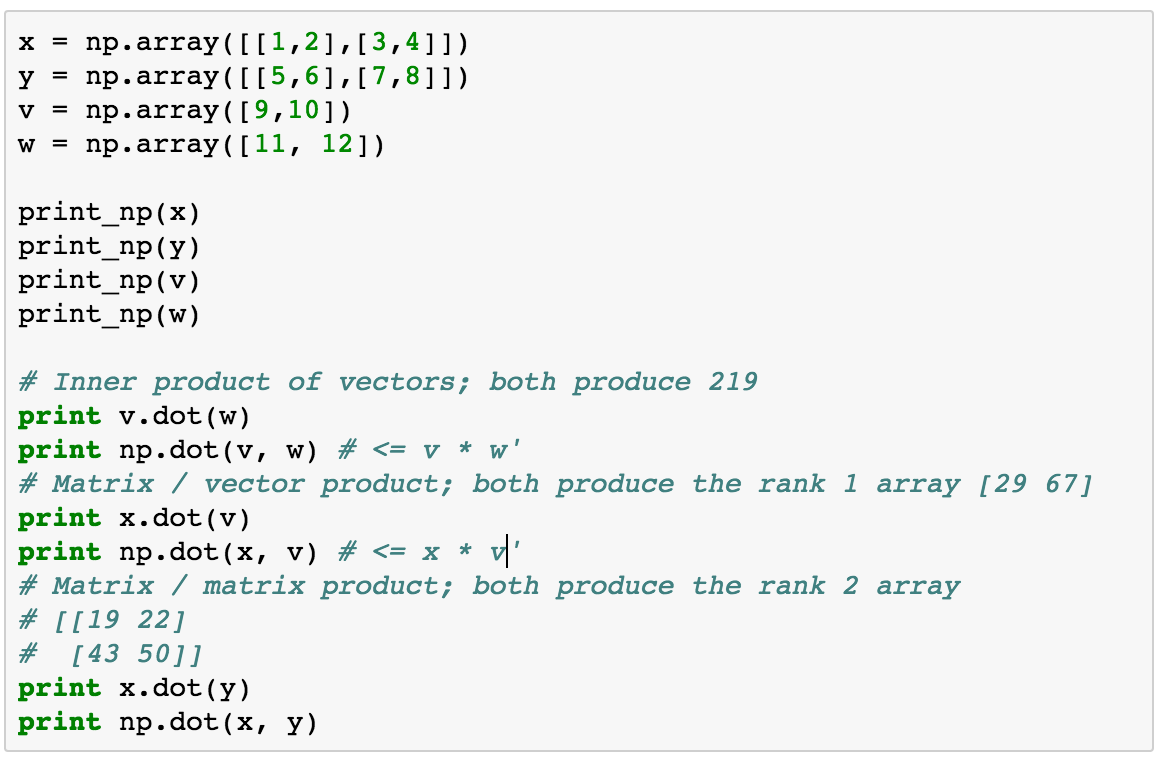 x = np.array([[1,2],[3,4]])
y = np.array([[5,6],[7,8]])
v = np.array([9,10])
w = np.array([11, 12])
print_np(x)
print_np(y)
print_np(v)
print_np(w)
# Inner product of vectors; both produce 219
print v.dot(w)
print np.dot(v, w) # <= v * w'
# Matrix / vector product; both produce the rank 1 array [29 67]
print x.dot(v)
print np.dot(x, v) # <= x * v'
# Matrix / matrix product; both produce the rank 2 array
# [[19 22]
#  [43 50]]
print x.dot(y)
print np.dot(x, y)